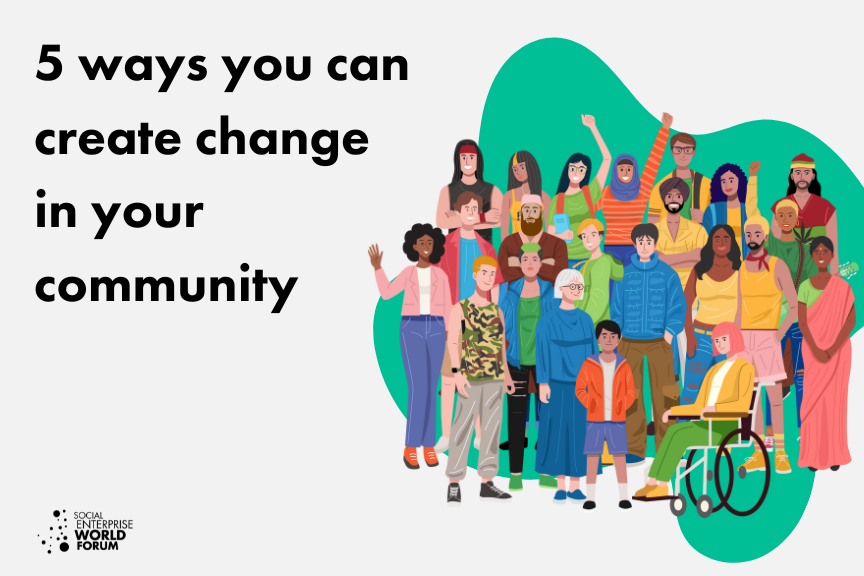 5 ways you can
create change
in your
community
SOCIAL
ENTERPRISE
WORLD
FORUM